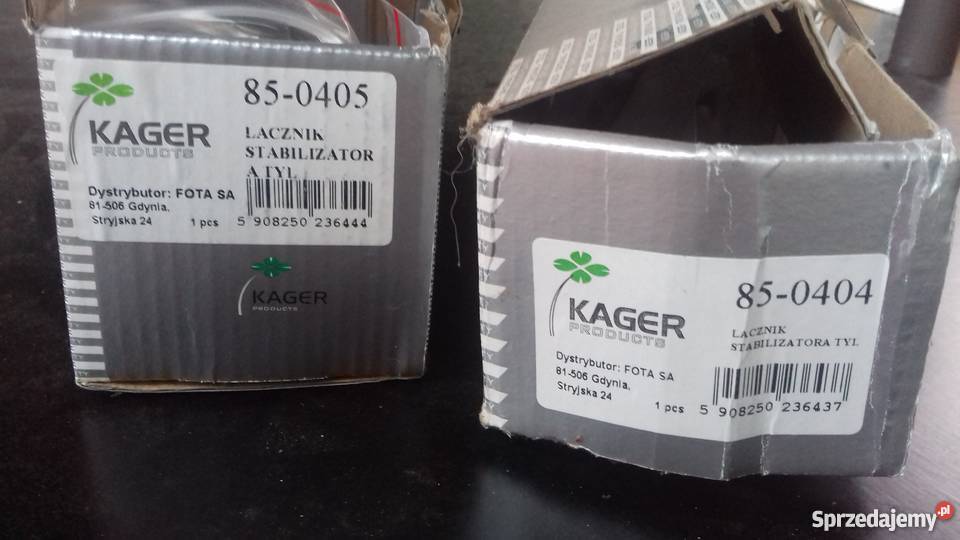 85-0405
KAGER
PRODUCTS
LACZNIK
STABILIZATOR
A TYL
Dystrybutor: FOTA SA
81-506 Gdynia,
Stryjska 24
1 pcs
5 908250 236444
KAGER
PRODUCTS
85-0404
KAGER
PRODUCTS
LACZNIK
STABILIZATORA TYL
Dystrybutor: FOTA SA
81-506 Gdynia,
Stryjska 24
1 pcs
5 908250 236437
Sprzedajemy.pl